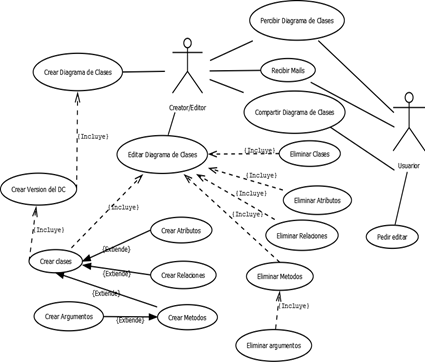 Percibir Diagrama de Clases
Crear Diagrama de Clases
Recibir Mails
Creator/Editor
Compartir Diagrama de Clases
Editar Diagrama de Clases
{Incluye}
{Incluye}
Eliminar Clases
Usuarior
Crear Version del DC
{Incluye}
{Incluye}
Eliminar Atributos
{Incluye}
{Incluye}
{Incluye}
Crear Atributos
Eliminar Relaciones
Pedir editar
{Extiende}
Crear clases
{Extiende}
Crear Relaciones
Eliminar Metodos
{Extiende}
{Incluye}
Crear Argumentos
{Extiende}
Crear Metodos
Eliminar argumentos